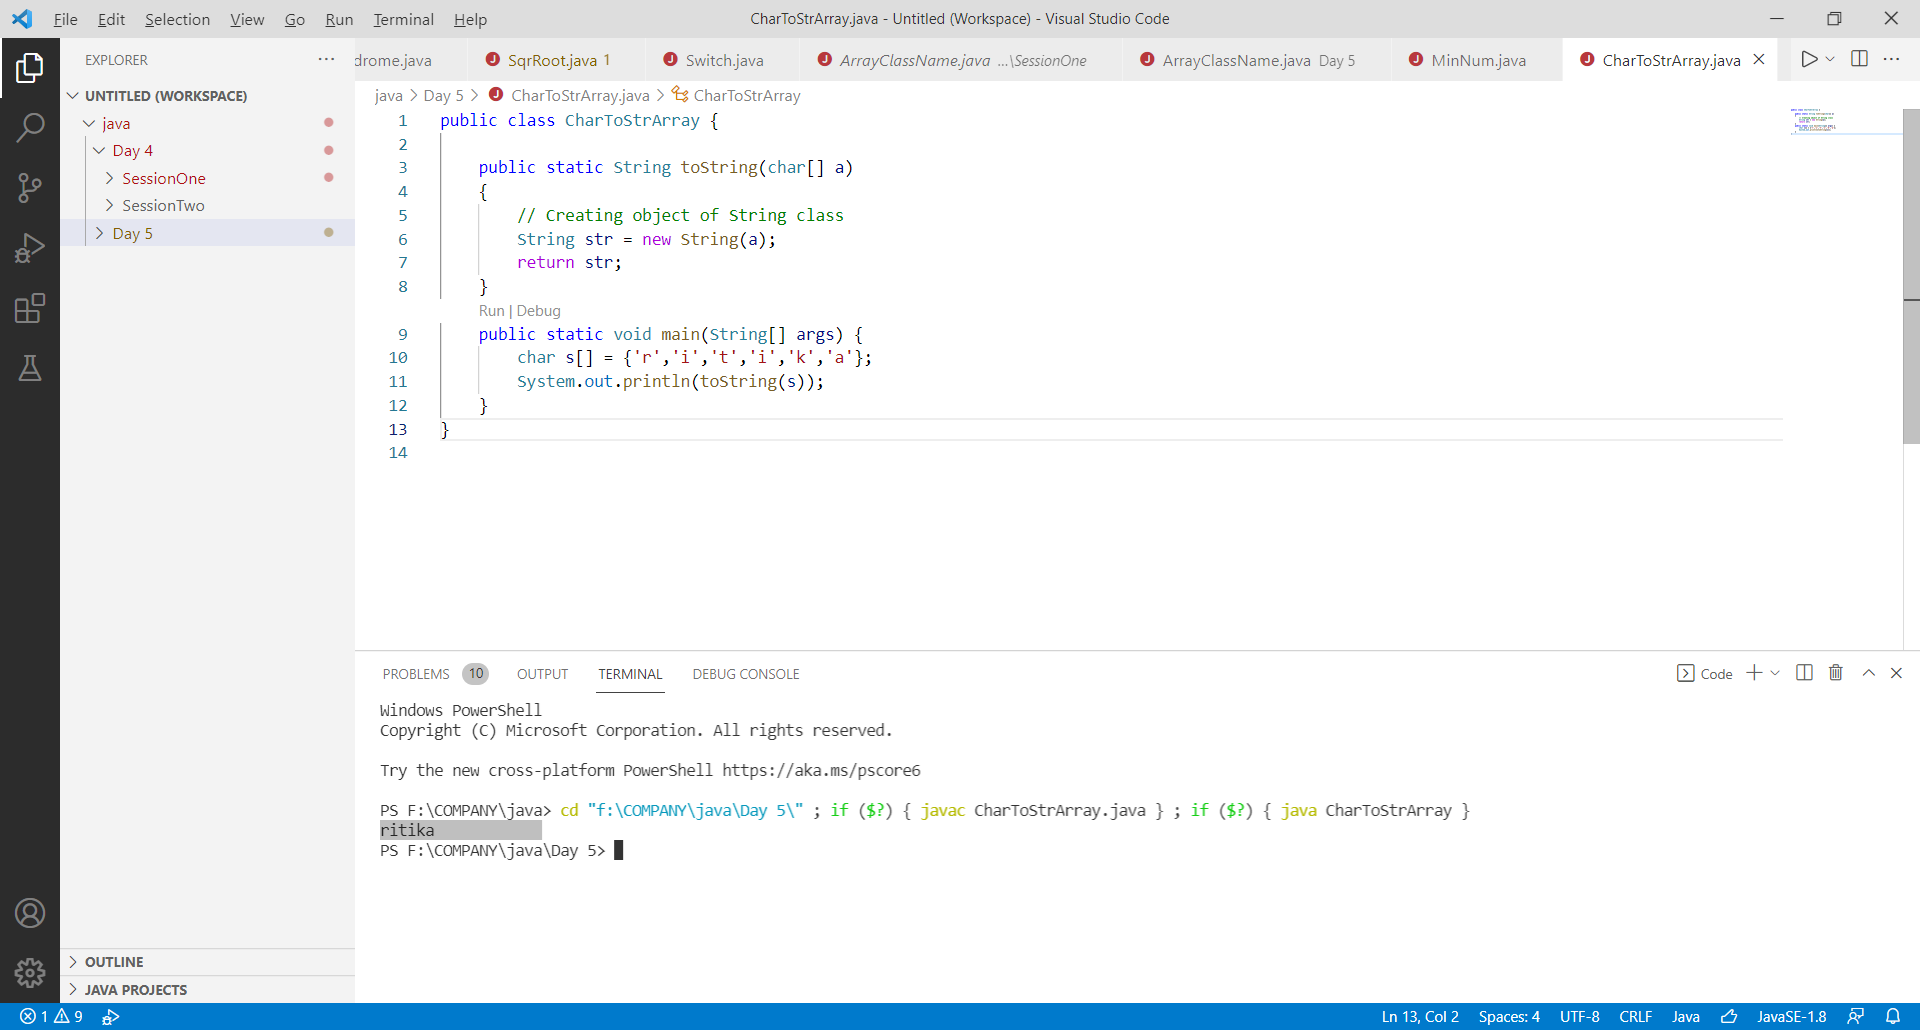 File Edit Selection View Go Run Terminal Help
CharToStrArray.java - Untitled (Workspace) - Visual Studio Code
EXPLORER
drome.java SqrRoot.java 1 Switch.java ArrayClassName.java ...\SessionOne ArrayClassName.java Day 5 MinNum.java CharToStrArray.java
UNTITLED (WORKSPACE)
java
Day 4
SessionOne
SessionTwo
Day 5
java > Day 5 > CharToStrArray.java > CharToStrArray
1 public class CharToStrArray {
2
3 public static String toString(char[] a)
4 {
5 // Creating object of String class
6 String str = new String(a);
7 return str;
8 }
Run | Debug
9 public static void main(String[] args) {
10 char s[] = {'r','i','t','i','k','a'};
11 System.out.println(toString(s));
12 }
13 }
14
PROBLEMS 10 OUTPUT TERMINAL DEBUG CONSOLE
Code
Windows PowerShell
Copyright (C) Microsoft Corporation. All rights reserved.
Try the new cross-platform PowerShell https://aka.ms/pscore6
PS F:\COMPANY\java> cd "f:\COMPANY\java\Day 5\" ; if ($?) { javac CharToStrArray.java } ; if ($?) { java CharToStrArray }
ritika
PS F:\COMPANY\java\Day 5>
OUTLINE
JAVA PROJECTS
1 9
Ln 13, Col 2 Spaces: 4 UTF-8 CRLF Java JavaSE-1.8